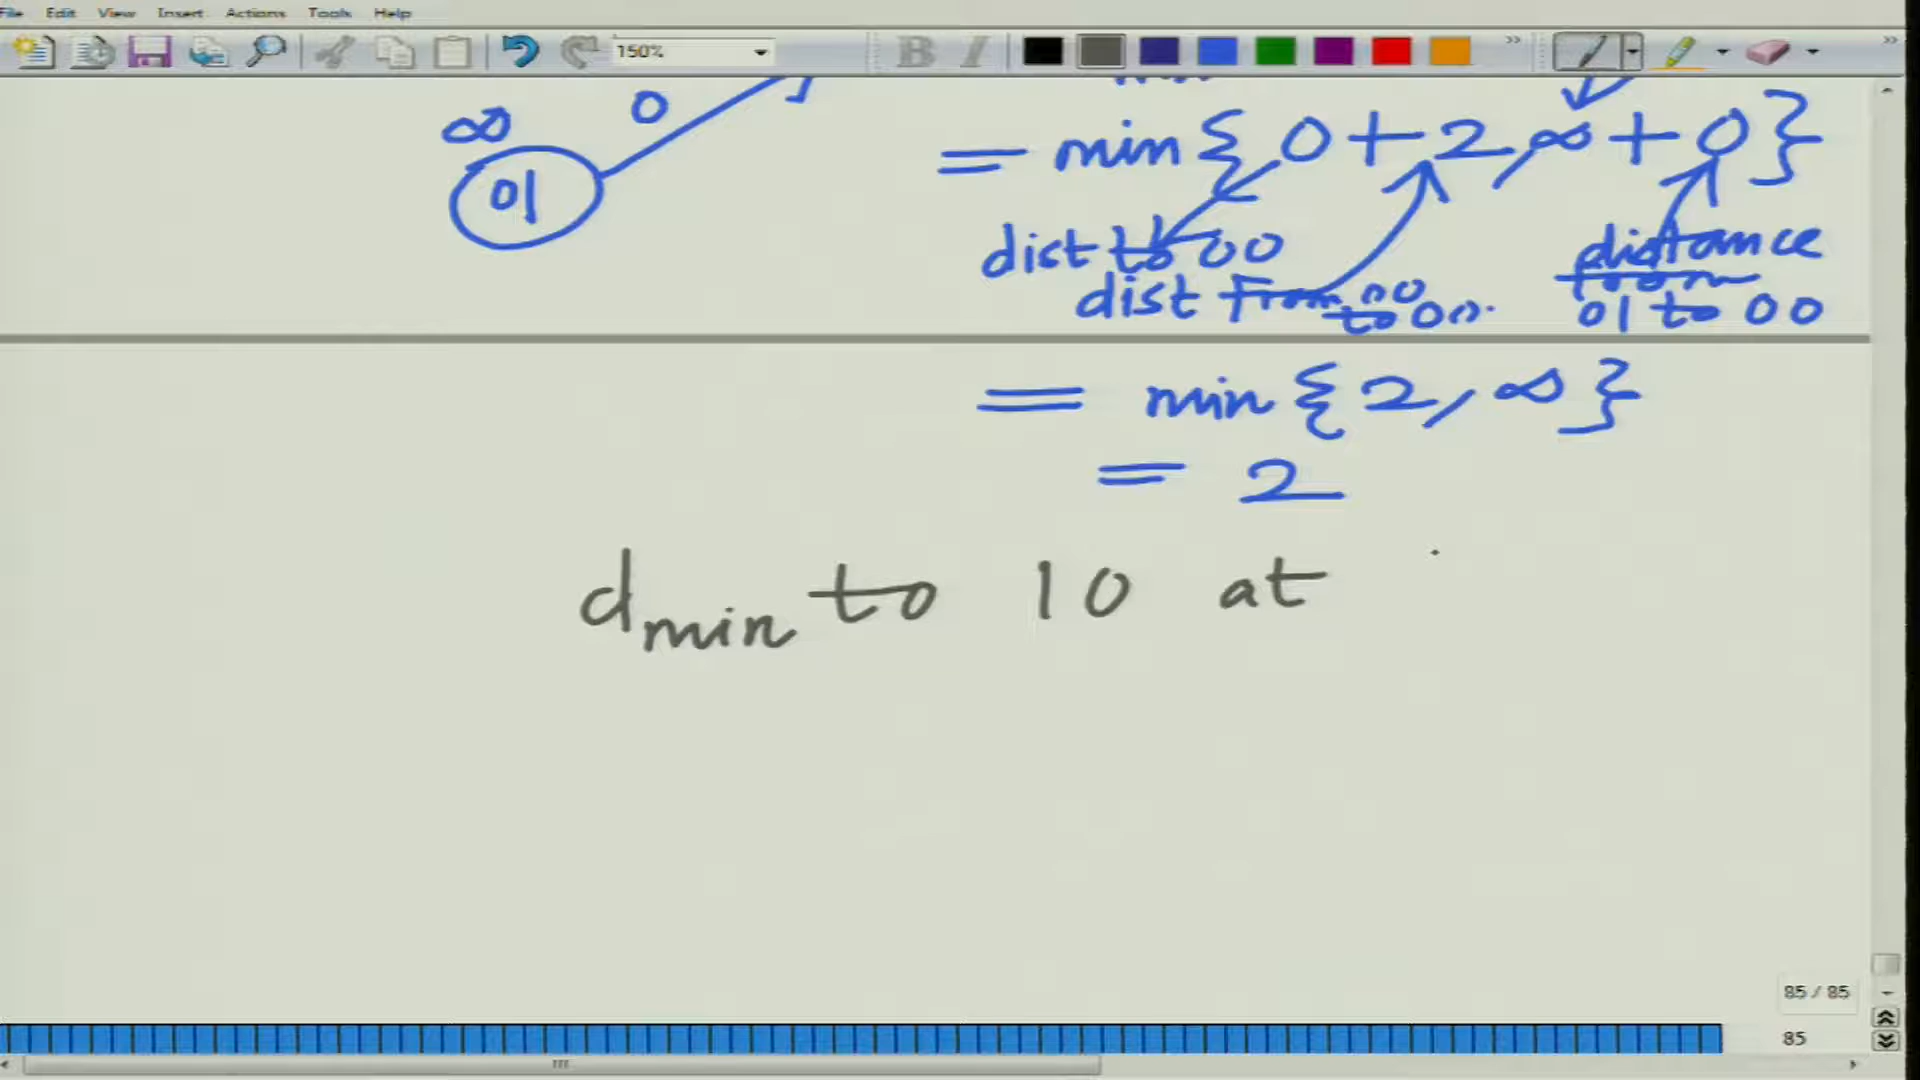 File Edit View Insert Actions Tools Help
150% B I
∞ 0
01
= min { 0 + 2, ∞ + 0 }
dist to 00
dist from 00 to 00.
distance from 01 to 00
= min { 2, ∞ }
= 2
dmin to 10 at
85 / 85
85